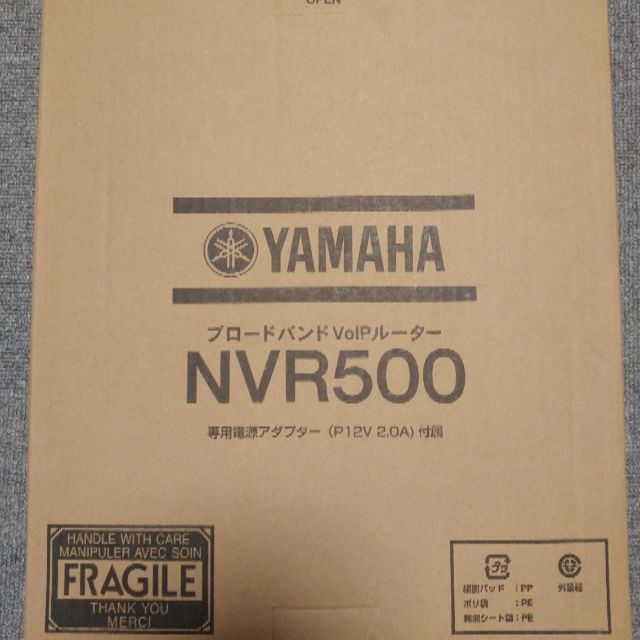 OPEN
YAMAHA
ブロードバンドVoIPルーター
NVR500
専用電源アダプター（P12V 2.0A）付属
HANDLE WITH CARE
MANIPULER AVEC SOIN
FRAGILE
THANK YOU
MERCI
プラ
緩衝パッド :PP
外装箱
ポリ袋 :PE
発泡シート袋:PE